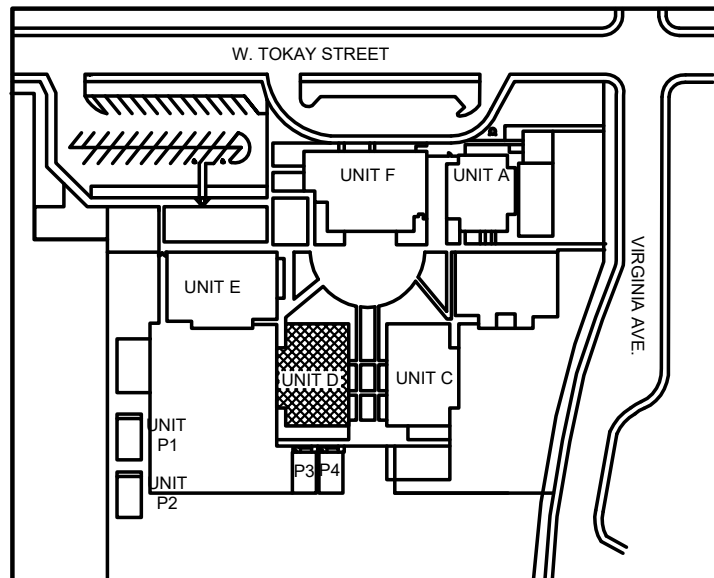 W. TOKAY STREET
UNIT F
UNIT A
UNIT E
VIRGINIA AVE.
UNIT D
UNIT C
UNIT
P1
P3
P4
UNIT
P2